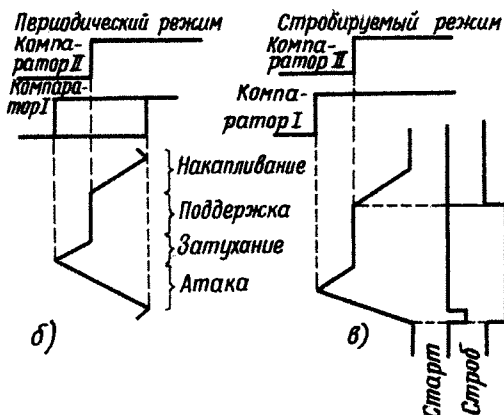 Периодический режим
Компа-
ратор II
Компара-
тор I
Накапливание
Поддержка
Затухание
Атака
б)
Стробируемый режим
Компа-
ратор II
Компа-
ратор I
в)
Старт
Строб